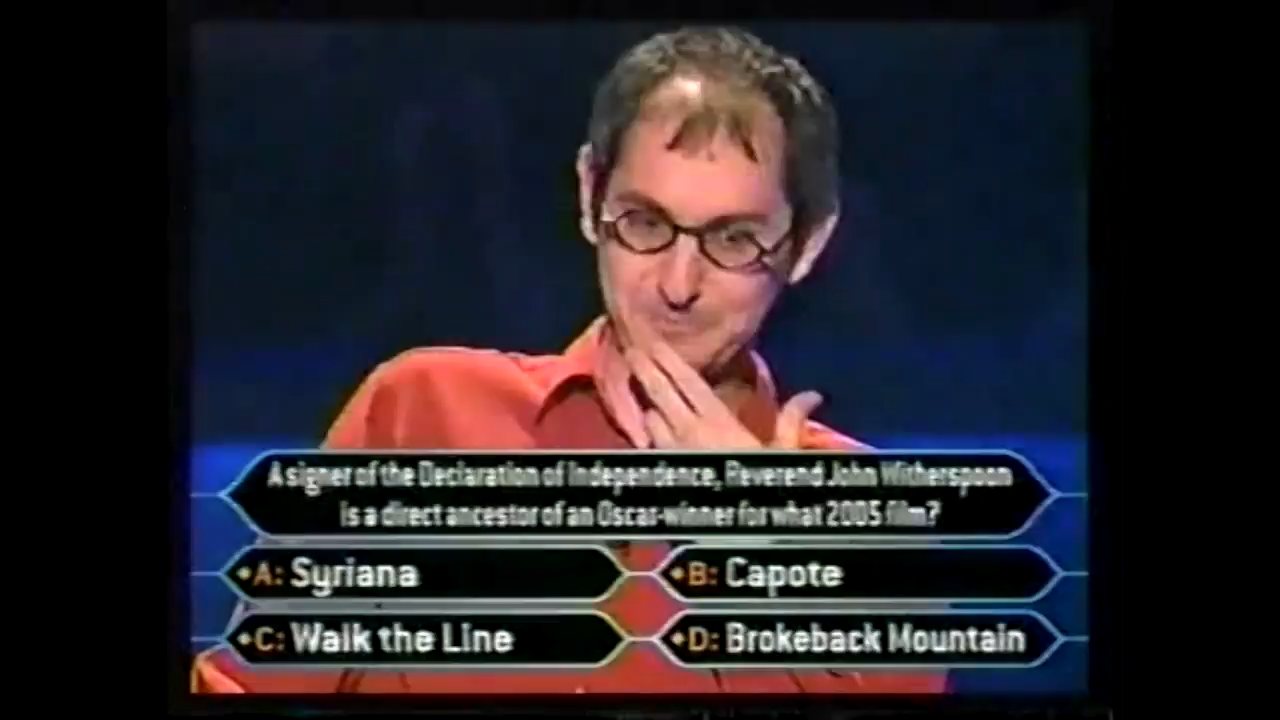 A signer of the Declaration of Independence, Reverend John Witherspoon
is a direct ancestor of an Oscar-winner for what 2005 film?
•A: Syriana
•B: Capote
•C: Walk the Line
•D: Brokeback Mountain